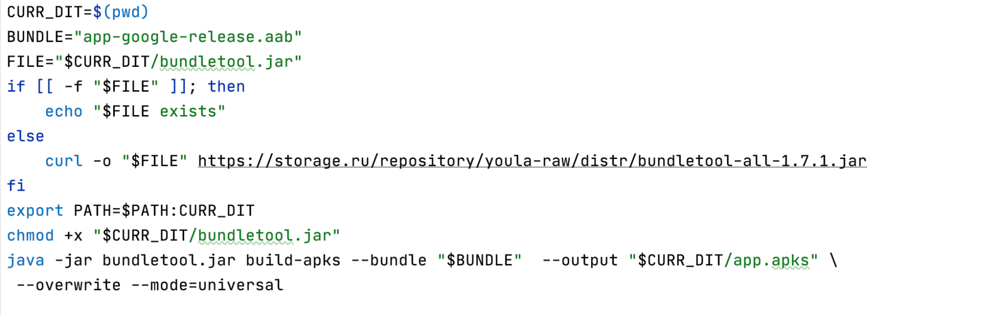 CURR_DIT=$(pwd)
BUNDLE="app-google-release.aab"
FILE="$CURR_DIT/bundletool.jar"
if [[ -f "$FILE" ]]; then
    echo "$FILE exists"
else
    curl -o "$FILE" https://storage.ru/repository/youla-raw/distr/bundletool-all-1.7.1.jar
fi
export PATH=$PATH:CURR_DIT
chmod +x "$CURR_DIT/bundletool.jar"
java -jar bundletool.jar build-apks --bundle "$BUNDLE"  --output "$CURR_DIT/app.apks" \
 --overwrite --mode=universal